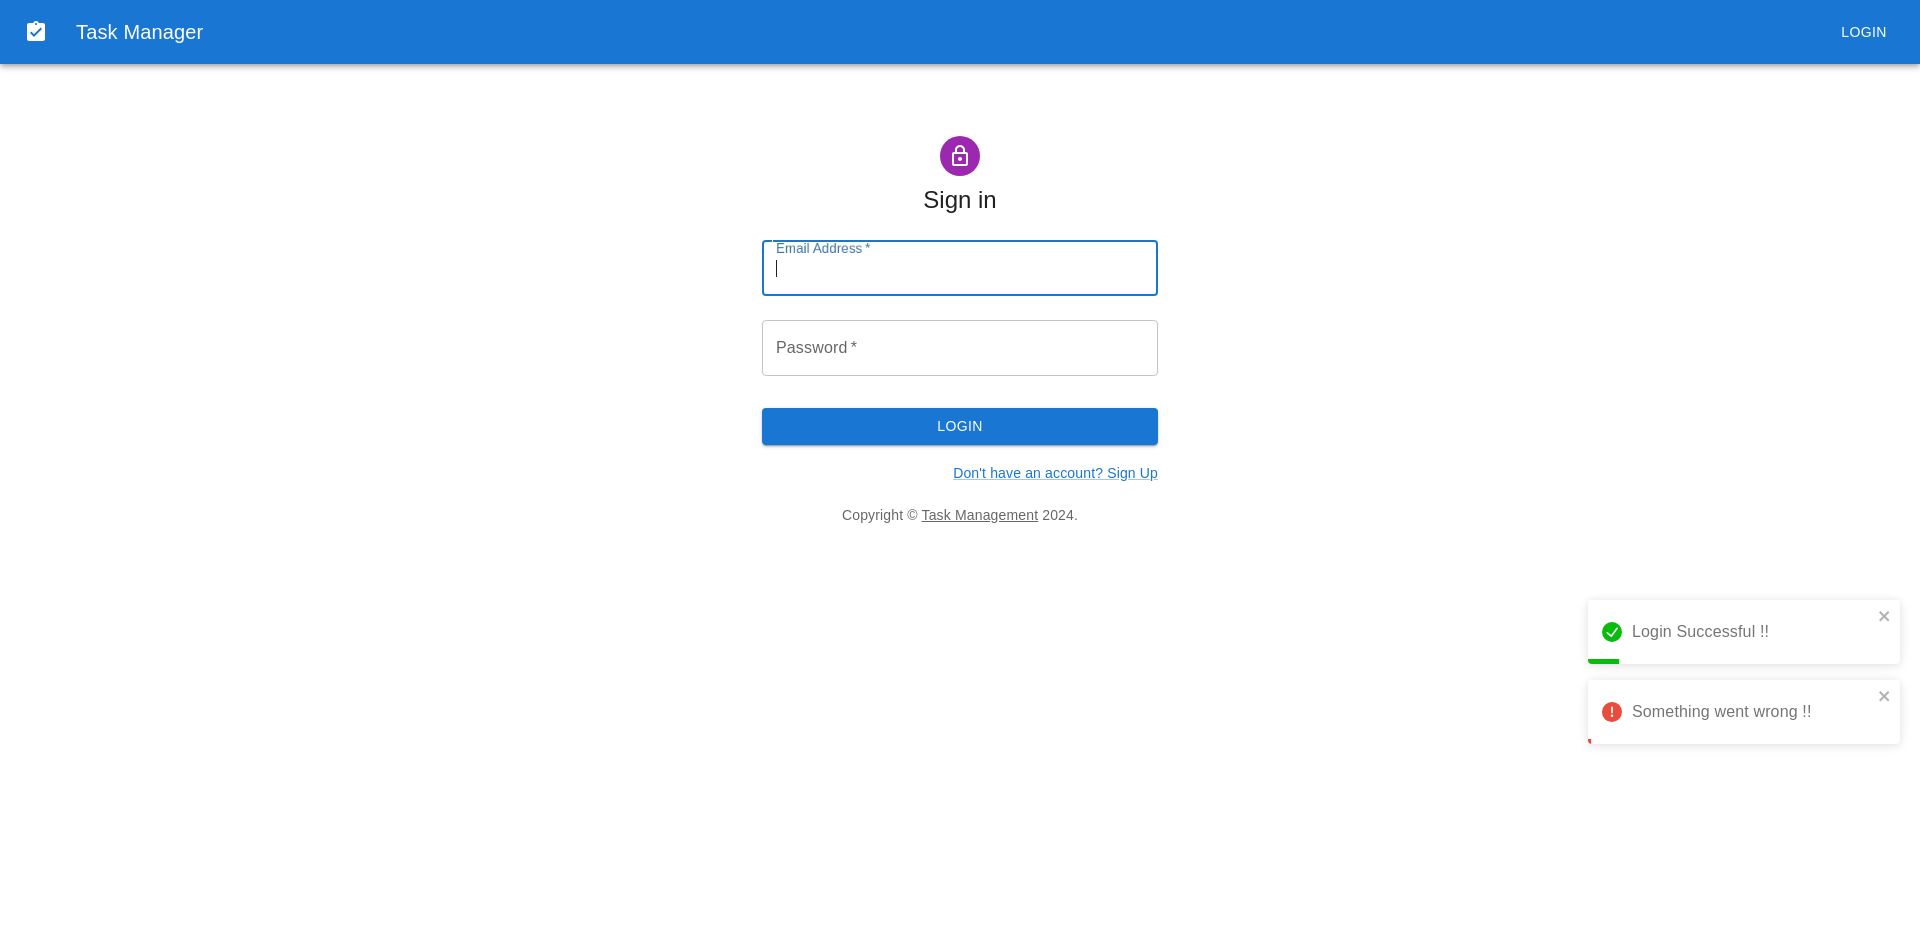 Task Manager
LOGIN
Sign in
Email Address *
Password *
LOGIN
Don't have an account? Sign Up
Copyright © Task Management 2024.
Login Successful !!
Something went wrong !!